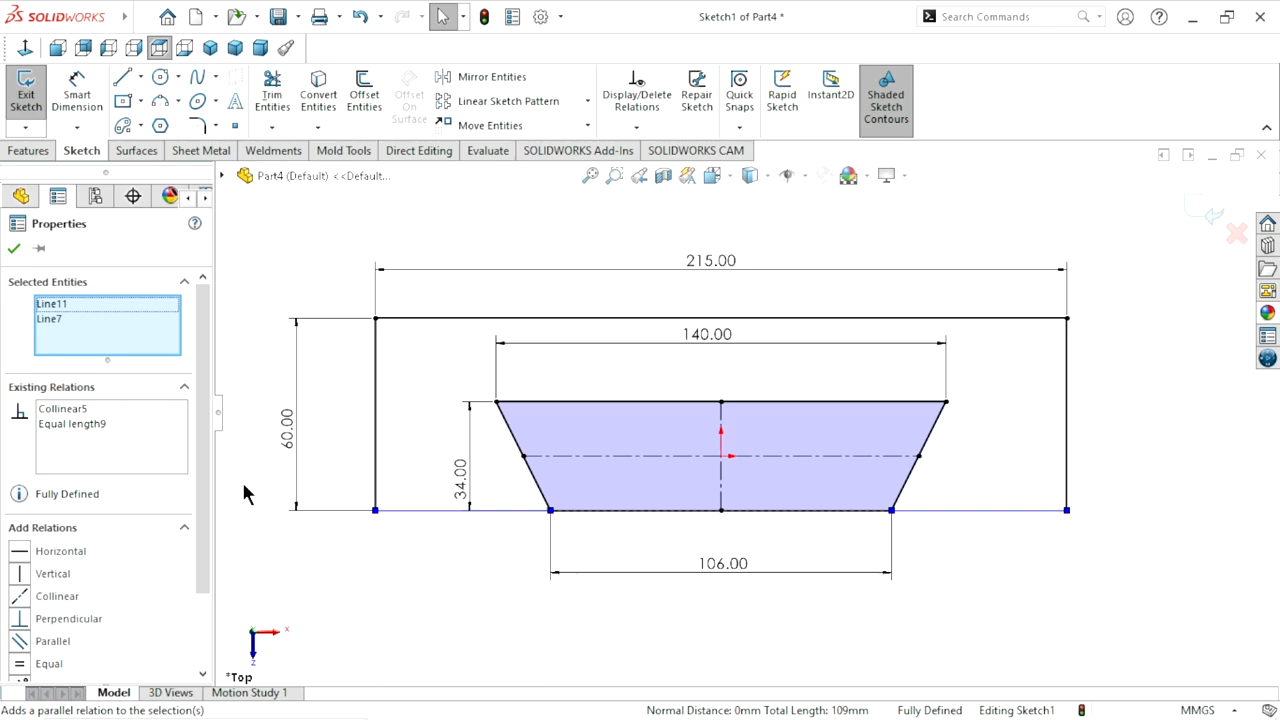 SOLIDWORKS
Sketch1 of Part4 *
Search Commands
Exit Sketch
Smart Dimension
Trim Entities
Convert Entities
Offset Entities
Offset On Surface
Mirror Entities
Linear Sketch Pattern
Move Entities
Display/Delete Relations
Repair Sketch
Quick Snaps
Rapid Sketch
Instant2D
Shaded Sketch Contours
Features
Sketch
Surfaces
Sheet Metal
Weldments
Mold Tools
Direct Editing
Evaluate
SOLIDWORKS Add-Ins
SOLIDWORKS CAM
Part4 (Default) <<Default...
Properties
Selected Entities
Line11
Line7
Existing Relations
Collinear5
Equal length9
Fully Defined
Add Relations
Horizontal
Vertical
Collinear
Perpendicular
Parallel
Equal
215.00
140.00
60.00
34.00
106.00
x
z
*Top
Model
3D Views
Motion Study 1
Adds a parallel relation to the selection(s)
Normal Distance: 0mm Total Length: 109mm
Fully Defined
Editing Sketch1
MMGS